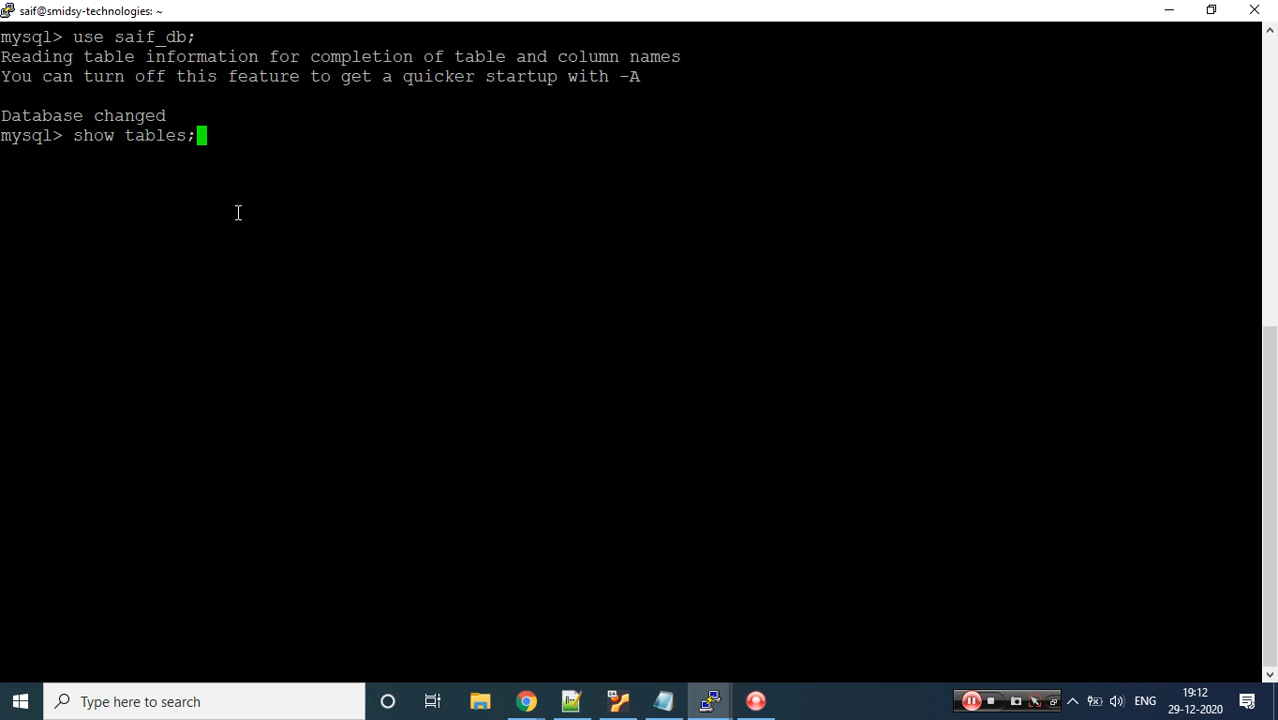 saif@smidsy-technologies: ~
mysql> use saif_db;
Reading table information for completion of table and column names
You can turn off this feature to get a quicker startup with -A
Database changed
mysql> show tables;
Type here to search
ENG
19:12
29-12-2020